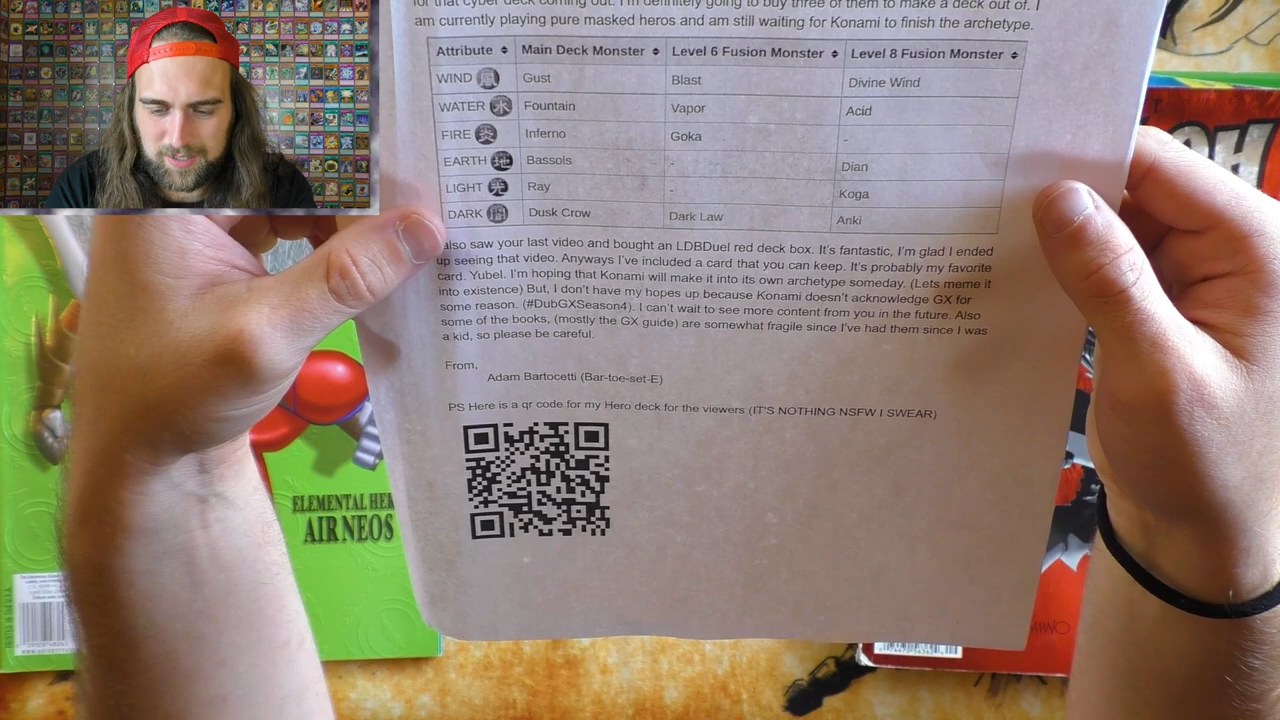 for that cyber deck coming out. I'm definitely going to buy three of them to make a deck out of. I
am currently playing pure masked heros and am still waiting for Konami to finish the archetype.
Attribute Main Deck Monster Level 6 Fusion Monster Level 8 Fusion Monster
WIND 風 Gust Blast Divine Wind
WATER 水 Fountain Vapor Acid
FIRE 炎 Inferno Goka -
EARTH 地 Bassols - Dian
LIGHT 光 Ray - Koga
DARK 闇 Dusk Crow Dark Law Anki
also saw your last video and bought an LDBDuel red deck box. It's fantastic, I'm glad I ended
up seeing that video. Anyways I've included a card that you can keep. It's probably my favorite
card. Yubel. I'm hoping that Konami will make it into its own archetype someday. (Lets meme it
into existence) But, I don't have my hopes up because Konami doesn't acknowledge GX for
some reason. (#DubGXSeason4). I can't wait to see more content from you in the future. Also
some of the books, (mostly the GX guide) are somewhat fragile since I've had them since I was
a kid, so please be careful.
From,
Adam Bartocetti (Bar-toe-set-E)
PS Here is a qr code for my Hero deck for the viewers (IT'S NOTHING NSFW I SWEAR)
ELEMENTAL HER
AIRNEOS
OH